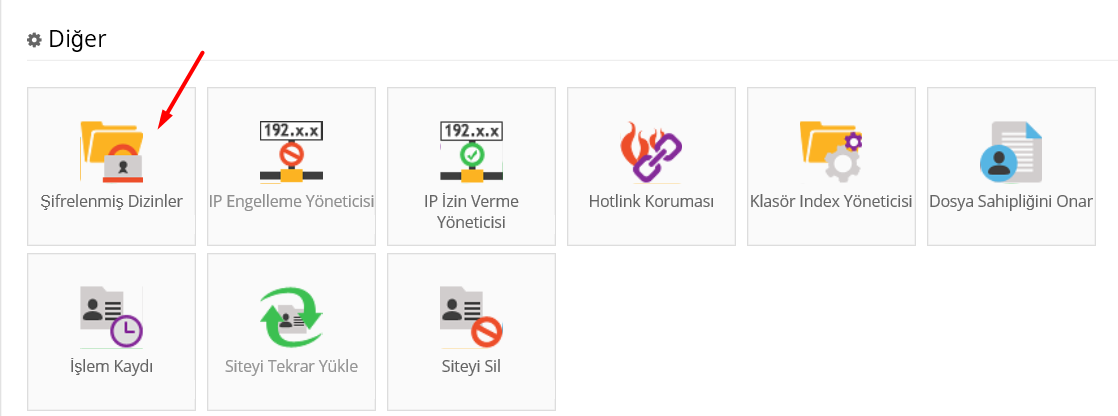 Diğer
192.x.x
192.x.x
Şifrelenmiş Dizinler
IP Engelleme Yöneticisi
IP İzin Verme
Yöneticisi
Hotlink Koruması
Klasör Index Yöneticisi
Dosya Sahipliğini Onar
İşlem Kaydı
Siteyi Tekrar Yükle
Siteyi Sil